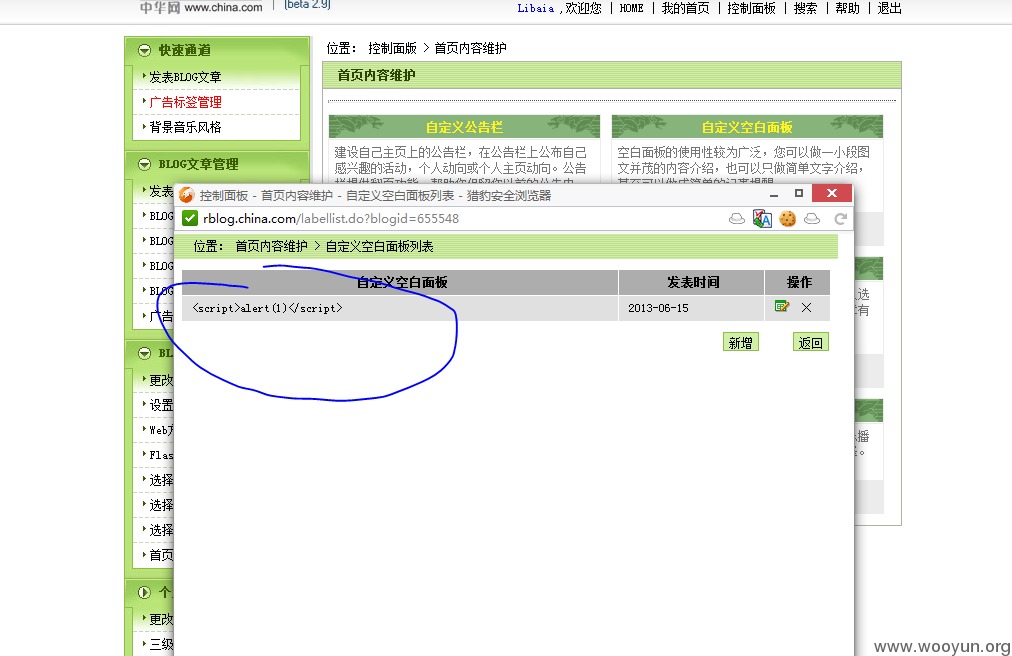 中华网 www.china.com
[beta 2.9]
Libaia ,欢迎您 | HOME | 我的首页 | 控制面板 | 搜索 | 帮助 | 退出
快速通道
发表BLOG文章
广告标签管理
背景音乐风格
BLOG文章管理
发表
BLOG
BLOG
BLOG
BLOG
广告
BL
更改
设置
Web
Flas
选择
选择
选择
首页
个
更改
三级
位置： 控制面版 > 首页内容维护
首页内容维护
自定义公告栏
建设自己主页上的公告栏，在公告栏上公布自己
感兴趣的活动，个人动向或个人主页动向。公告
自定义空白面板
空白面板的使用性较为广泛，您可以做一小段图
文并茂的内容介绍，也可以只做简单文字介绍，
控制面板 - 首页内容维护 - 自定义空白面板列表 - 猎豹安全浏览器
rblog.china.com/labellist.do?blogid=655548
位置： 首页内容维护 > 自定义空白面板列表
自定义空白面板 发表时间 操作
<script>alert(1)</script> 2013-06-15
新增 返回
选
有
播
www.wooyun.org